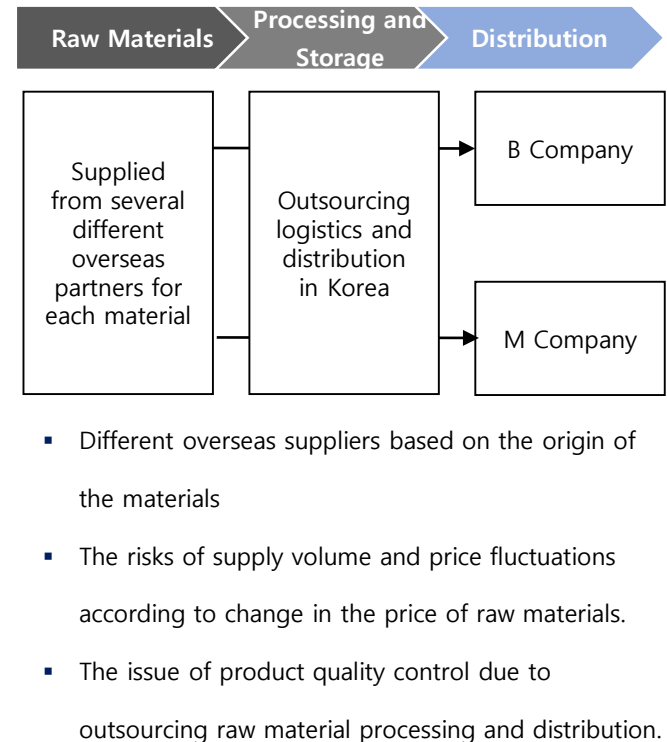 Raw Materials
Processing and
Storage
Distribution
Supplied
from several
different
overseas
partners for
each material
Outsourcing
logistics and
distribution
in Korea
B Company
M Company
▪ Different overseas suppliers based on the origin of
the materials
▪ The risks of supply volume and price fluctuations
according to change in the price of raw materials.
▪ The issue of product quality control due to
outsourcing raw material processing and distribution.